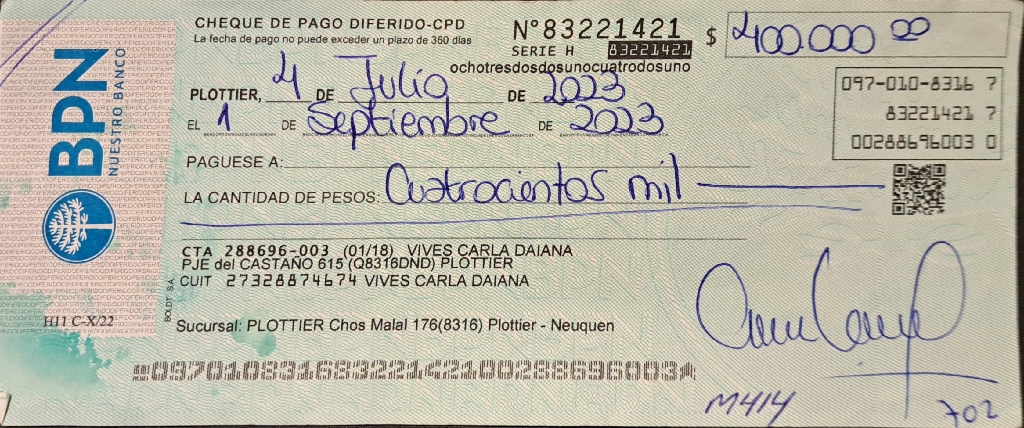 BPN
NUESTRO BANCO
H11 C-X/22
BOLDT S.A.
CHEQUE DE PAGO DIFERIDO-CPD
La fecha de pago no puede exceder un plazo de 360 días
N° 83221421
SERIE H 83221421
ochotresdosdosunocuatrodosuno
$ 400.000 00
097-010-8316 7
83221421 7
00288696003 0
PLOTTIER, 4 DE Julio DE 2023
EL 1 DE Septiembre DE 2023
PAGUESE A:
LA CANTIDAD DE PESOS: Cuatrocientos mil
CTA 288696-003 (01/18) VIVES CARLA DAIANA
PJE del CASTAÑO 615 (Q8316DND) PLOTTIER
CUIT 27328874674 VIVES CARLA DAIANA
Sucursal: PLOTTIER Chos Malal 176(8316) Plottier - Neuquen
09701083168322142100288696003
M414
702